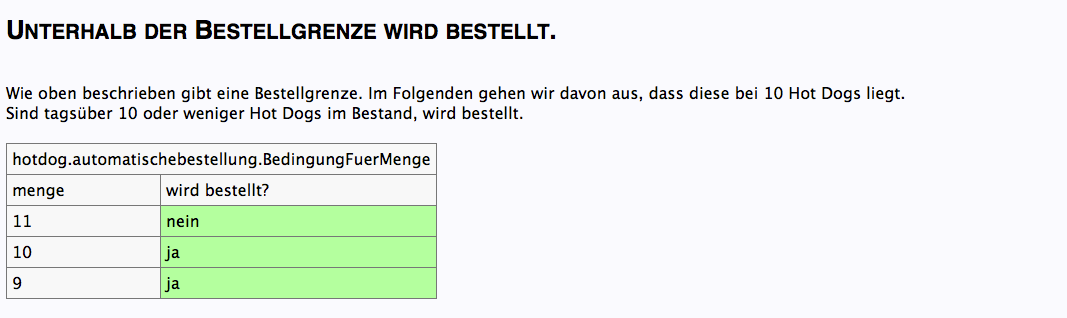 UNTERHALB DER BESTELLGRENZE WIRD BESTELLT.
Wie oben beschrieben gibt eine Bestellgrenze. Im Folgenden gehen wir davon aus, dass diese bei 10 Hot Dogs liegt.
Sind tagsüber 10 oder weniger Hot Dogs im Bestand, wird bestellt.
hotdog.automatischebestellung.BedingungFuerMenge
menge wird bestellt?
11 nein
10 ja
9 ja